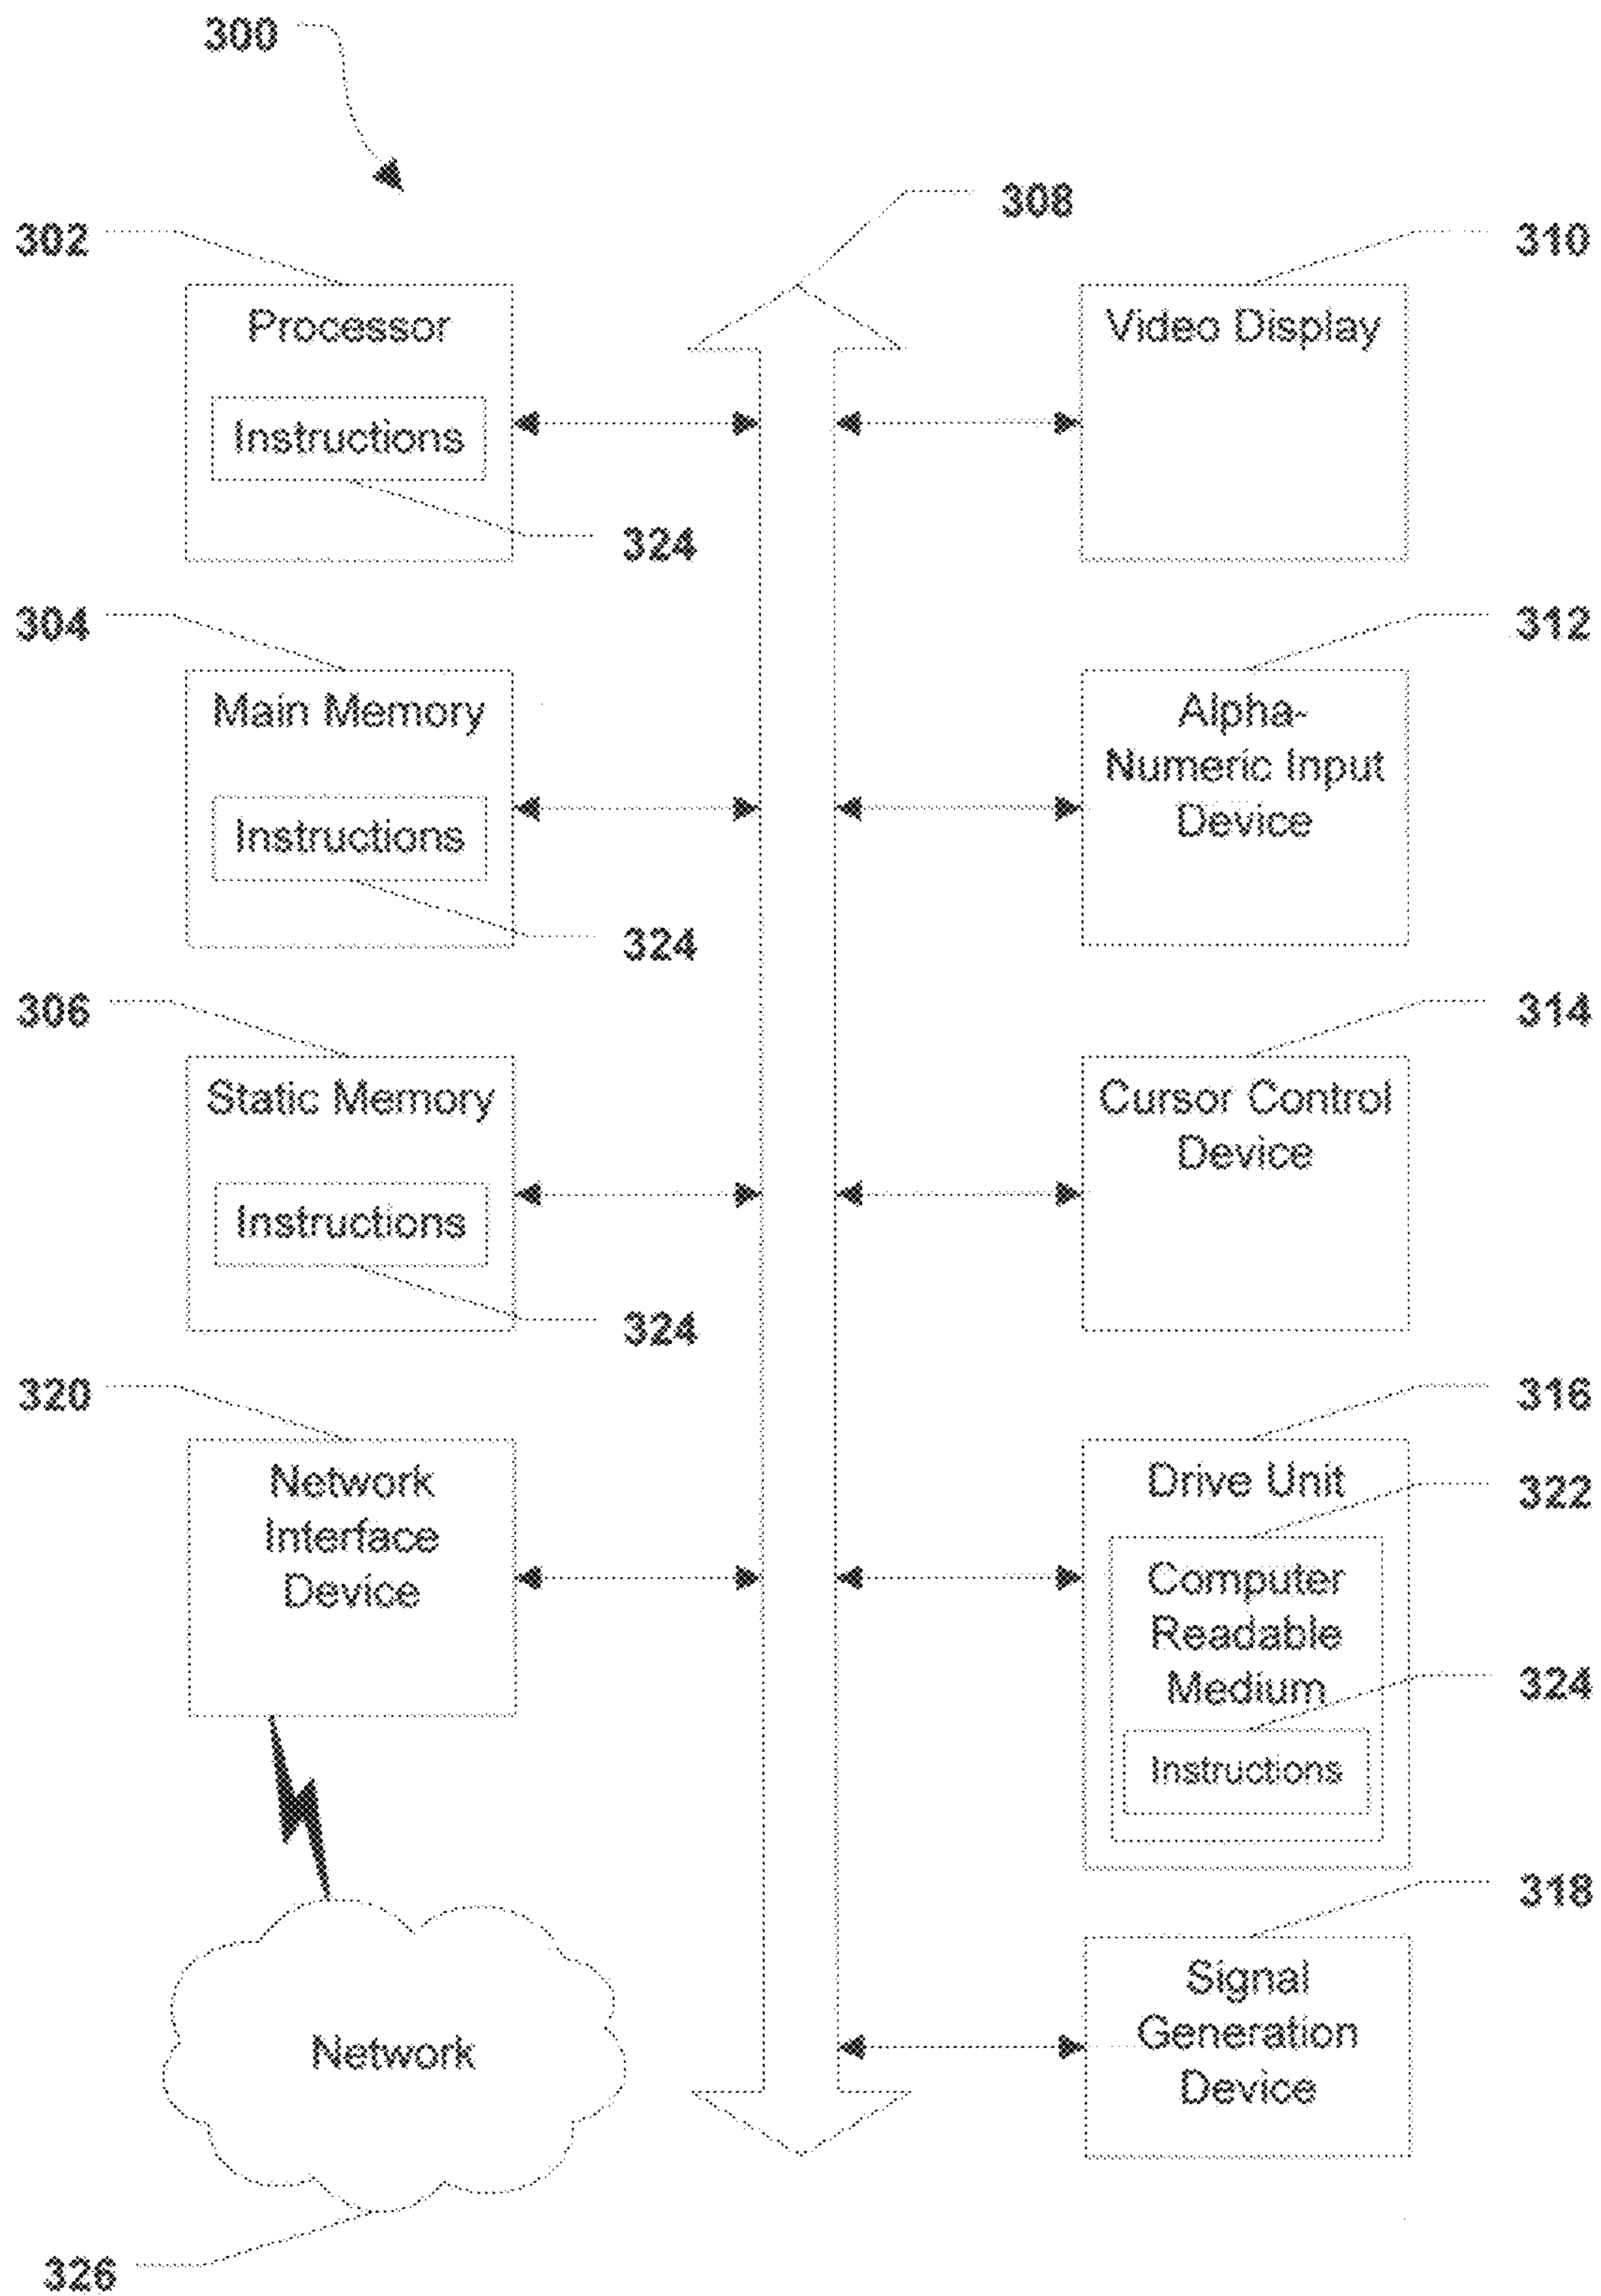 300
308
302
310
Processor
Video Display
Instructions
324
304
312
Main Memory
Alpha-
Numeric Input
Device
Instructions
324
306
314
Static Memory
Cursor Control
Device
Instructions
324
320
316
Network
Interface
Device
Drive Unit
322
Computer
Readable
Medium
324
Instructions
318
Signal
Generation
Device
Network
326